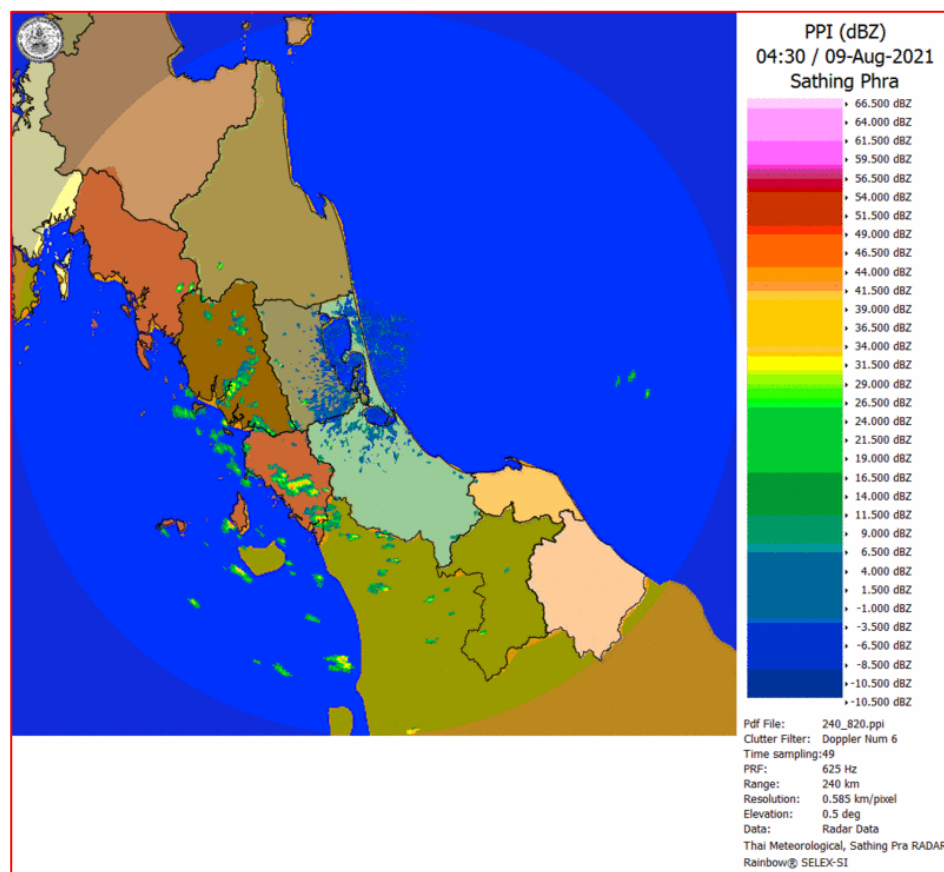 PPI (dBZ)
04:30 / 09-Aug-2021
Sathing Phra
66.500 dBZ
64.000 dBZ
61.500 dBZ
59.500 dBZ
56.500 dBZ
54.000 dBZ
51.500 dBZ
49.000 dBZ
46.500 dBZ
44.000 dBZ
41.500 dBZ
39.000 dBZ
36.500 dBZ
34.000 dBZ
31.500 dBZ
29.000 dBZ
26.500 dBZ
24.000 dBZ
21.500 dBZ
19.000 dBZ
16.500 dBZ
14.000 dBZ
11.500 dBZ
9.000 dBZ
6.500 dBZ
4.000 dBZ
1.500 dBZ
-1.000 dBZ
-3.500 dBZ
-6.500 dBZ
-8.500 dBZ
-10.500 dBZ
-10.500 dBZ
Pdf File: 240_820.ppi
Clutter Filter: Doppler Num 6
Time sampling:49
PRF: 625 Hz
Range: 240 km
Resolution: 0.585 km/pixel
Elevation: 0.5 deg
Data: Radar Data
Thai Meteorological, Sathing Pra RADAR
Rainbow® SELEX-SI